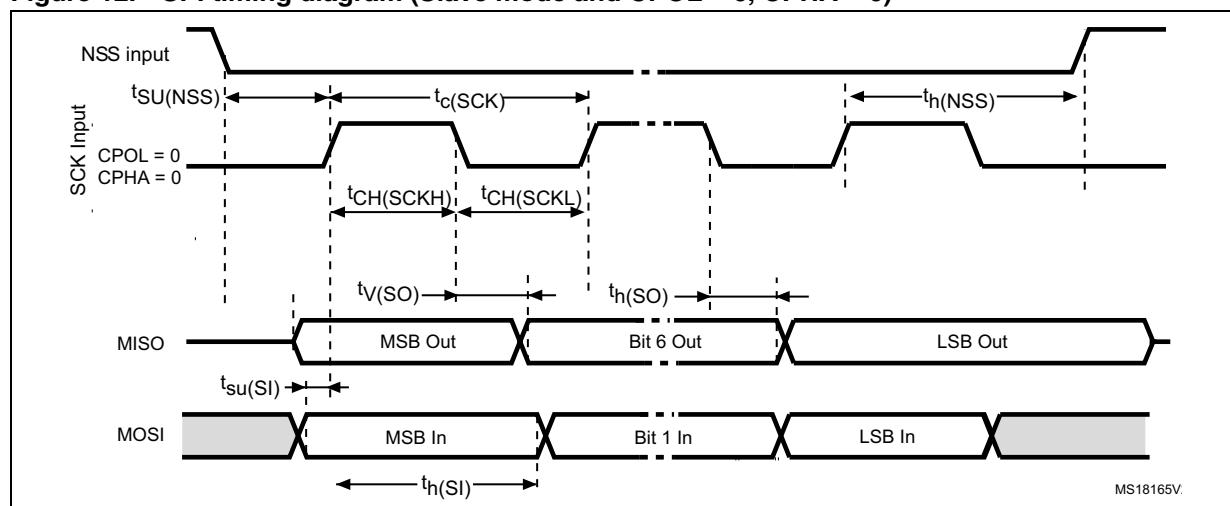 NSS input
tSU(NSS)
tc(SCK)
th(NSS)
SCK Input
CPOL = 0
CPHA = 0
tCH(SCKH)
tCH(SCKL)
tV(SO)
th(SO)
MISO
MSB Out
Bit 6 Out
LSB Out
tsu(SI)
MOSI
MSB In
Bit 1 In
LSB In
th(SI)
MS18165V